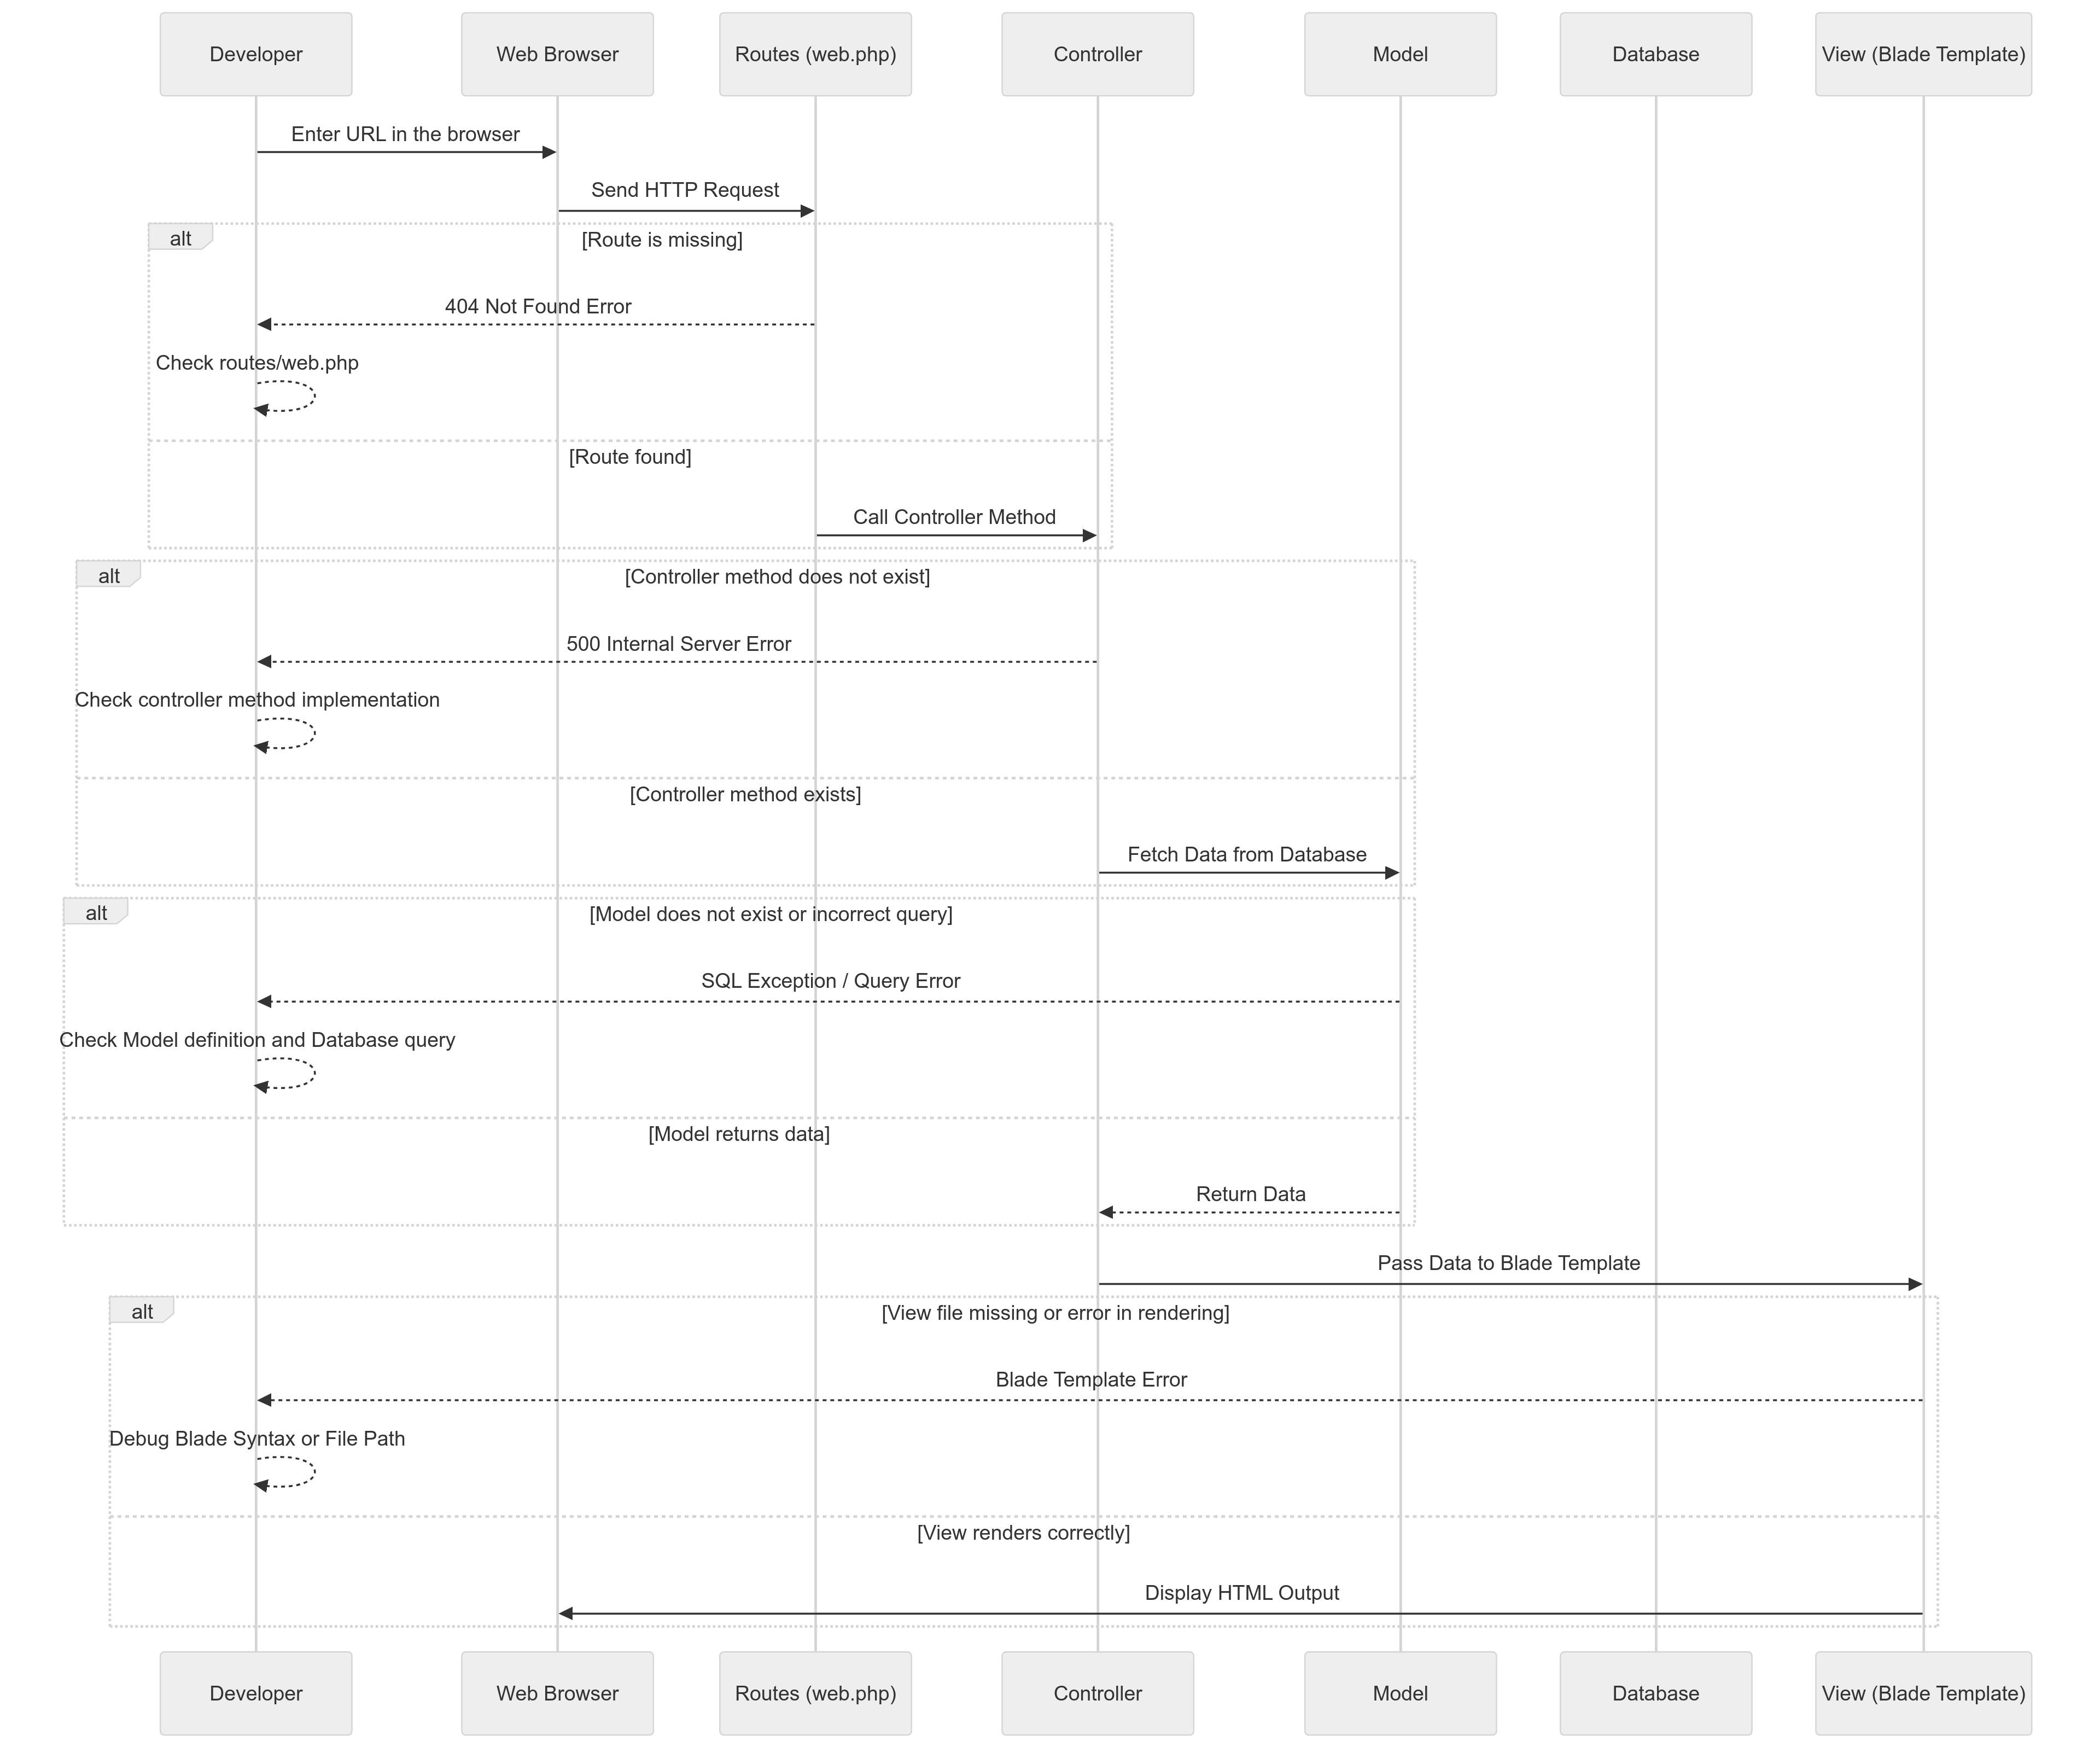 Developer
Web Browser
Routes (web.php)
Controller
Model
Database
View (Blade Template)
Enter URL in the browser
Send HTTP Request
alt
[Route is missing]
404 Not Found Error
Check routes/web.php
[Route found]
Call Controller Method
alt
[Controller method does not exist]
500 Internal Server Error
Check controller method implementation
[Controller method exists]
Fetch Data from Database
alt
[Model does not exist or incorrect query]
SQL Exception / Query Error
Check Model definition and Database query
[Model returns data]
Return Data
Pass Data to Blade Template
alt
[View file missing or error in rendering]
Blade Template Error
Debug Blade Syntax or File Path
[View renders correctly]
Display HTML Output
Developer
Web Browser
Routes (web.php)
Controller
Model
Database
View (Blade Template)